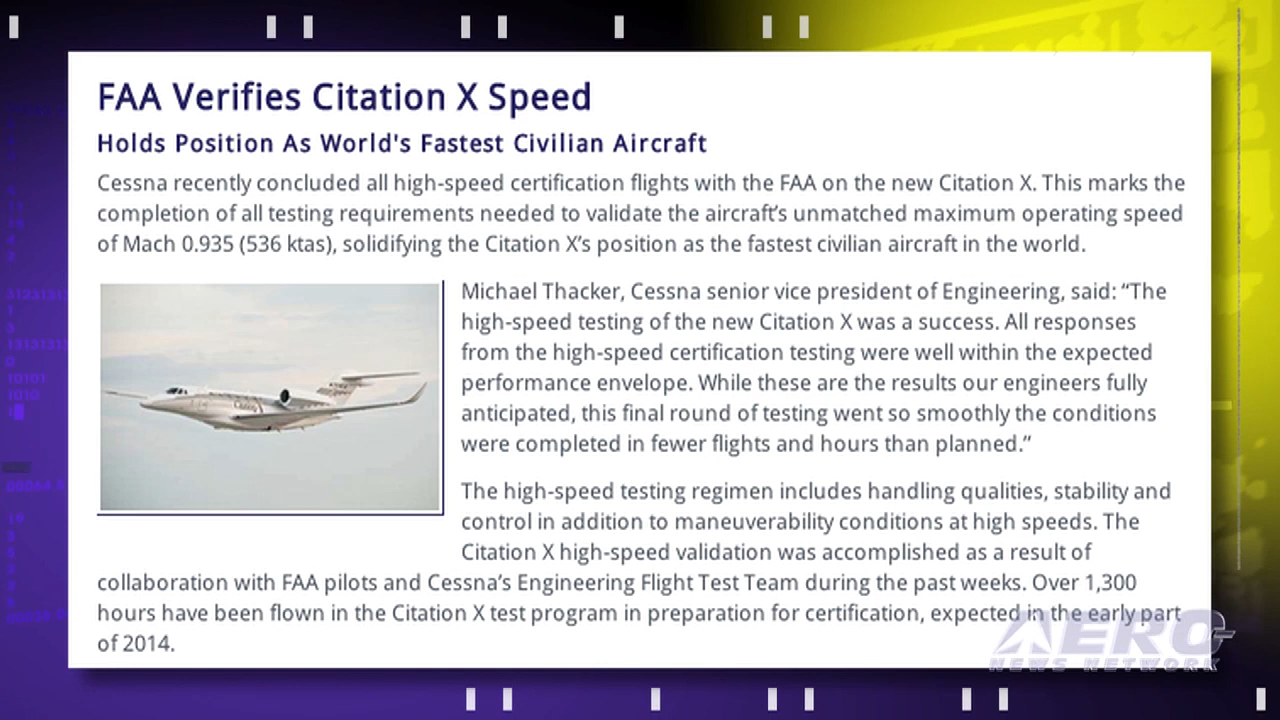 FAA Verifies Citation X Speed
Holds Position As World's Fastest Civilian Aircraft
Cessna recently concluded all high-speed certification flights with the FAA on the new Citation X. This marks the
completion of all testing requirements needed to validate the aircraft’s unmatched maximum operating speed
of Mach 0.935 (536 ktas), solidifying the Citation X’s position as the fastest civilian aircraft in the world.
Michael Thacker, Cessna senior vice president of Engineering, said: “The
high-speed testing of the new Citation X was a success. All responses
from the high-speed certification testing were well within the expected
performance envelope. While these are the results our engineers fully
anticipated, this final round of testing went so smoothly the conditions
were completed in fewer flights and hours than planned.”
The high-speed testing regimen includes handling qualities, stability and
control in addition to maneuverability conditions at high speeds. The
Citation X high-speed validation was accomplished as a result of
collaboration with FAA pilots and Cessna’s Engineering Flight Test Team during the past weeks. Over 1,300
hours have been flown in the Citation X test program in preparation for certification, expected in the early part
of 2014.
AERO
NEWS NETWORK